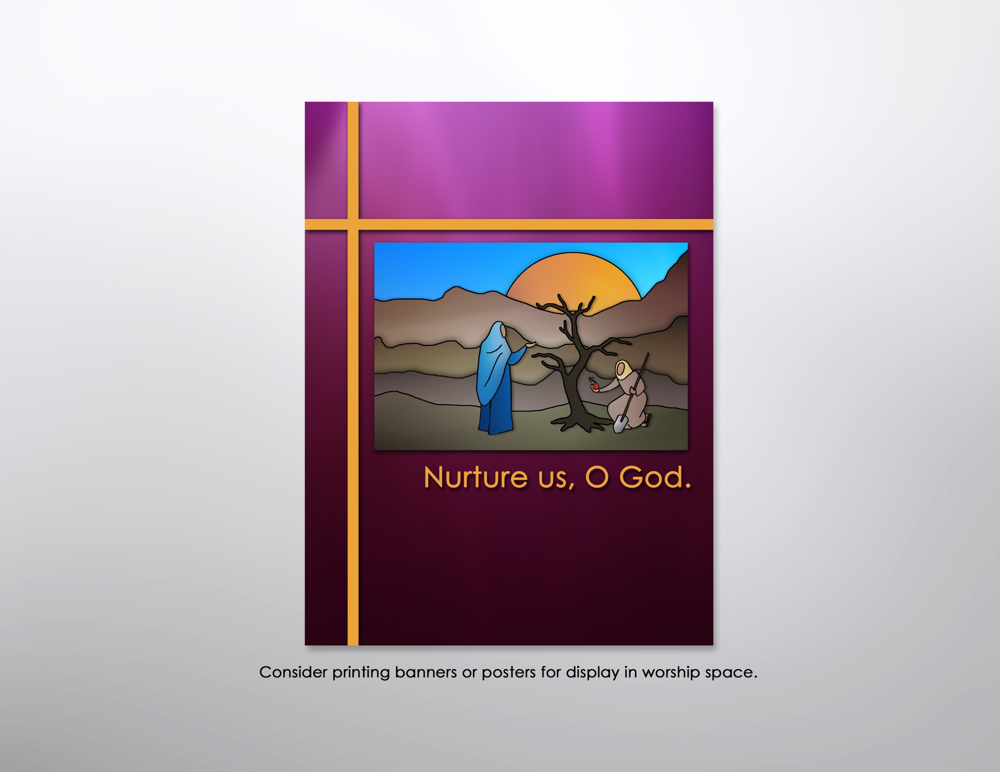 Nurture us, O God.
Consider printing banners or posters for display in worship space.